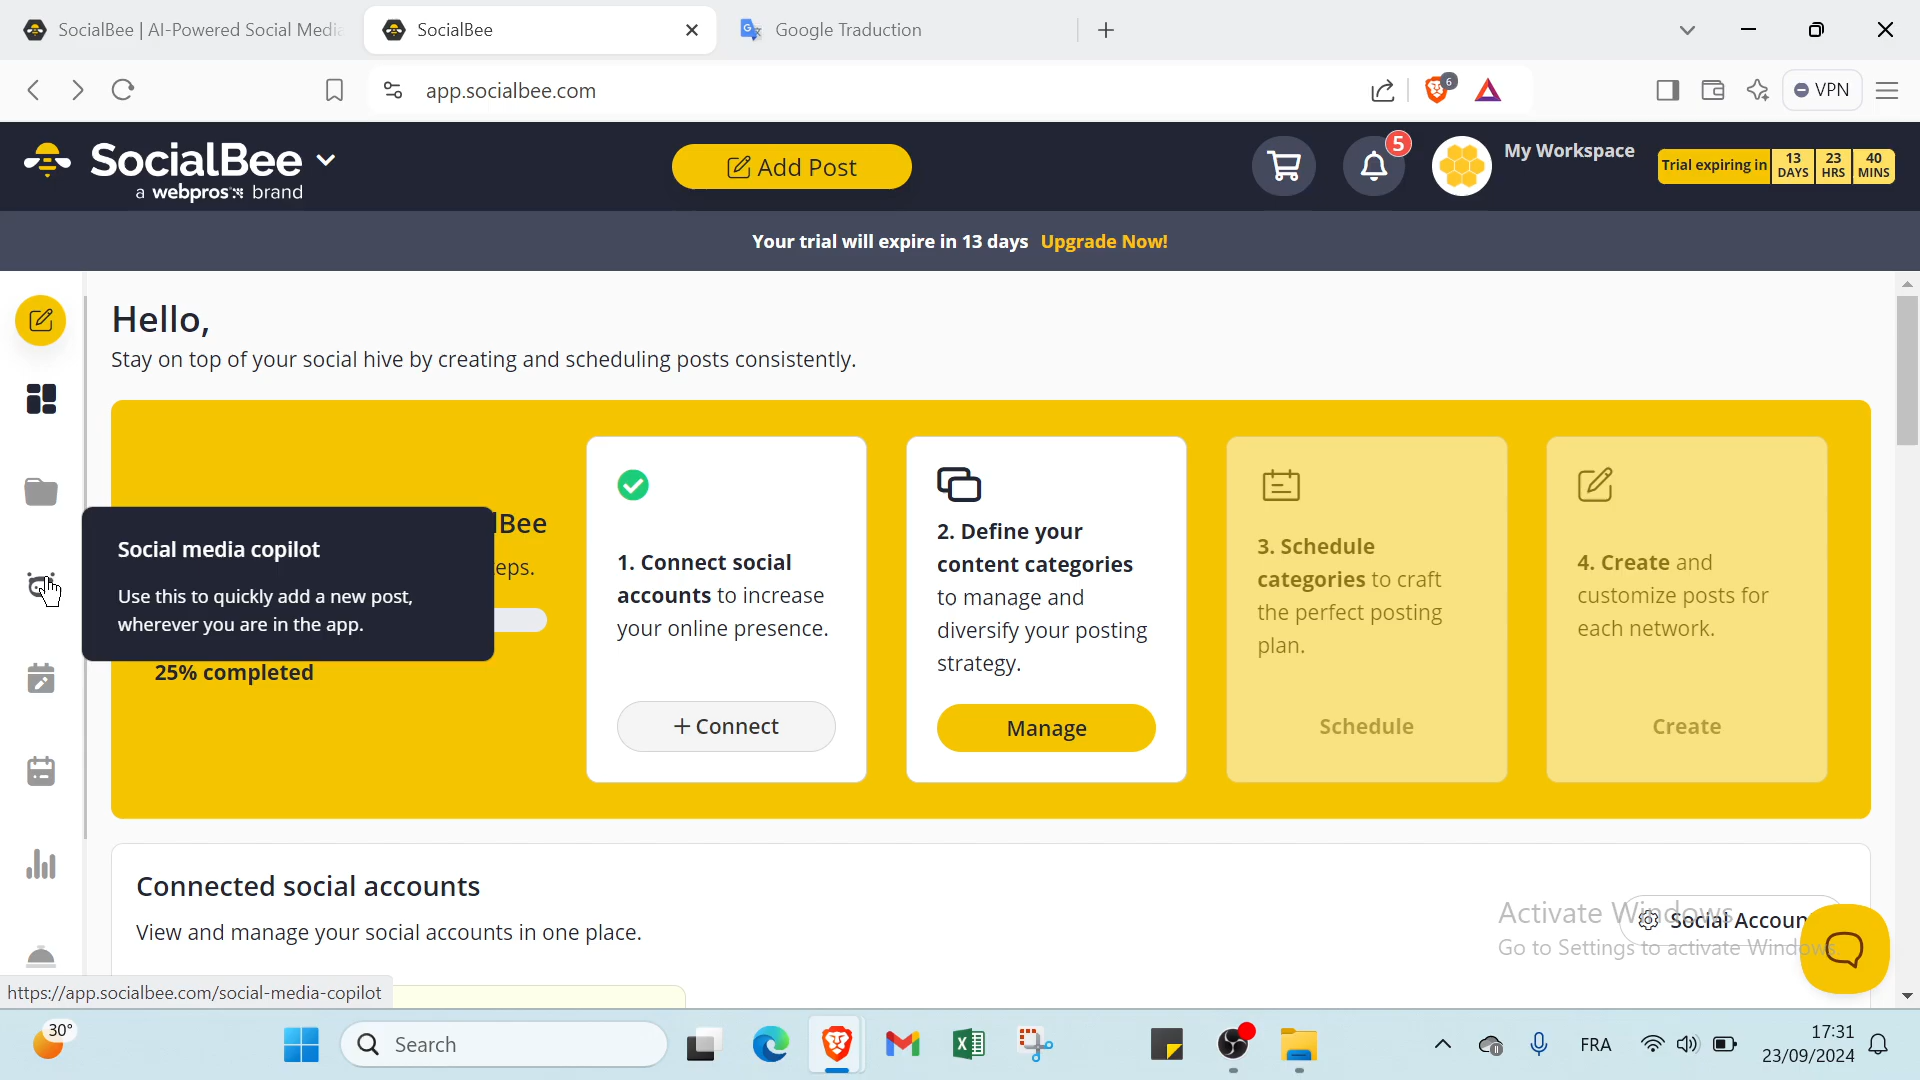 SocialBee | AI-Powered Social Media
SocialBee
Google Traduction
app.socialbee.com
6
VPN
SocialBee
a webpros brand
Add Post
5
My Workspace
Trial expiring in 13 DAYS 23 HRS 40 MINS
Your trial will expire in 13 days Upgrade Now!
Hello,
Stay on top of your social hive by creating and scheduling posts consistently.
lBee
eps.
25% completed
Social media copilot
Use this to quickly add a new post,
wherever you are in the app.
1. Connect social
accounts to increase
your online presence.
+ Connect
2. Define your
content categories
to manage and
diversify your posting
strategy.
Manage
3. Schedule
categories to craft
the perfect posting
plan.
Schedule
4. Create and
customize posts for
each network.
Create
Connected social accounts
View and manage your social accounts in one place.
Social Accoun
Activate Windows
Go to Settings to activate Windows
https://app.socialbee.com/social-media-copilot
30°
Search
FRA
17:31
23/09/2024